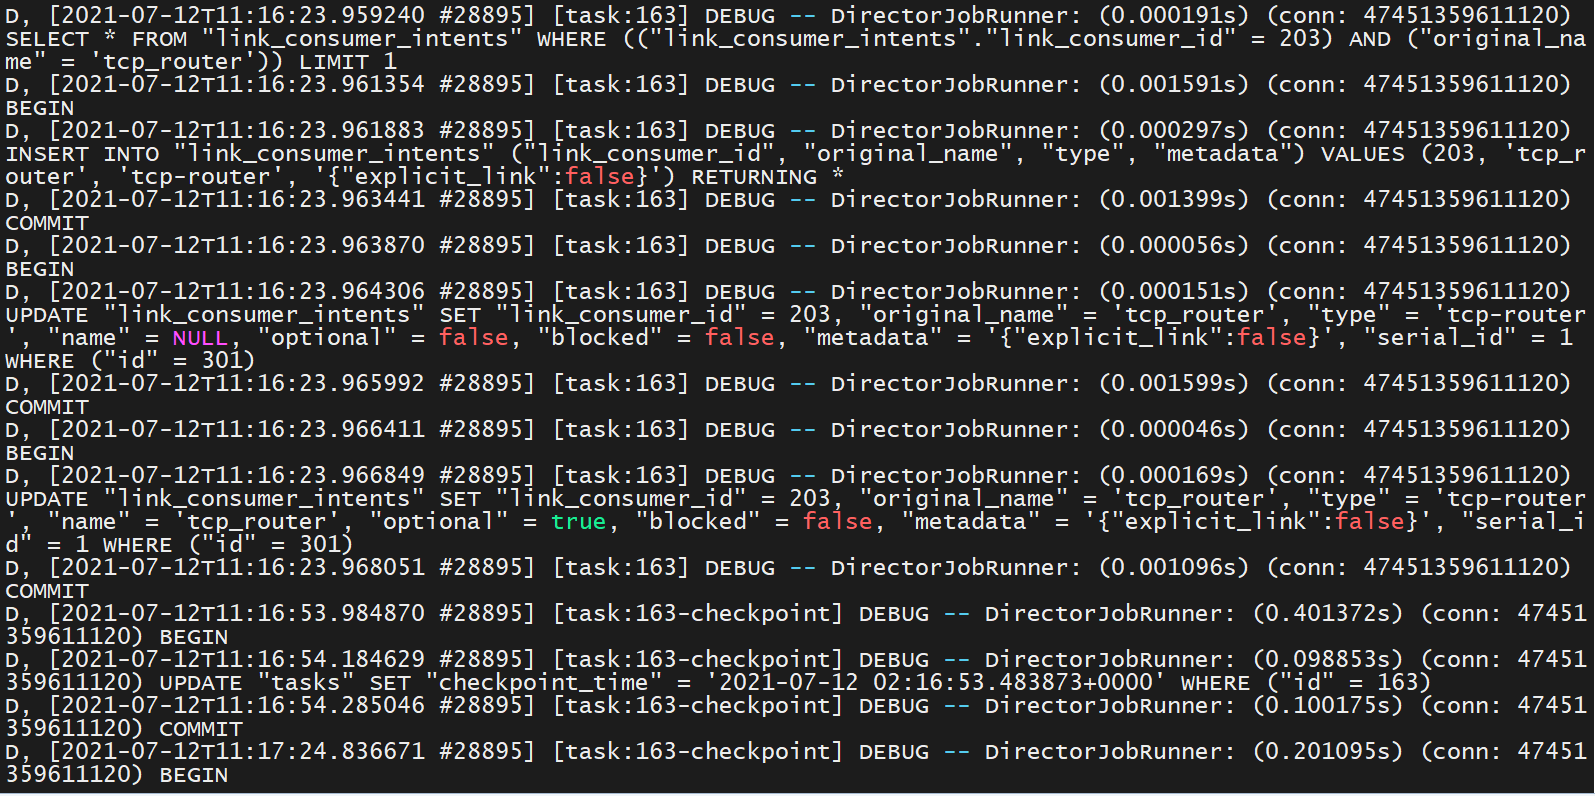 D, [2021-07-12T11:16:23.959240 #28895] [task:163] DEBUG -- DirectorJobRunner: (0.000191s) (conn: 47451359611120)
SELECT * FROM "link_consumer_intents" WHERE (("link_consumer_intents"."link_consumer_id" = 203) AND ("original_na
me" = 'tcp_router')) LIMIT 1
D, [2021-07-12T11:16:23.961354 #28895] [task:163] DEBUG -- DirectorJobRunner: (0.001591s) (conn: 47451359611120)
BEGIN
D, [2021-07-12T11:16:23.961883 #28895] [task:163] DEBUG -- DirectorJobRunner: (0.000297s) (conn: 47451359611120)
INSERT INTO "link_consumer_intents" ("link_consumer_id", "original_name", "type", "metadata") VALUES (203, 'tcp_r
outer', 'tcp-router', '{"explicit_link":false}') RETURNING *
D, [2021-07-12T11:16:23.963441 #28895] [task:163] DEBUG -- DirectorJobRunner: (0.001399s) (conn: 47451359611120)
COMMIT
D, [2021-07-12T11:16:23.963870 #28895] [task:163] DEBUG -- DirectorJobRunner: (0.000056s) (conn: 47451359611120)
BEGIN
D, [2021-07-12T11:16:23.964306 #28895] [task:163] DEBUG -- DirectorJobRunner: (0.000151s) (conn: 47451359611120)
UPDATE "link_consumer_intents" SET "link_consumer_id" = 203, "original_name" = 'tcp_router', "type" = 'tcp-router
', "name" = NULL, "optional" = false, "blocked" = false, "metadata" = '{"explicit_link":false}', "serial_id" = 1
WHERE ("id" = 301)
D, [2021-07-12T11:16:23.965992 #28895] [task:163] DEBUG -- DirectorJobRunner: (0.001599s) (conn: 47451359611120)
COMMIT
D, [2021-07-12T11:16:23.966411 #28895] [task:163] DEBUG -- DirectorJobRunner: (0.000046s) (conn: 47451359611120)
BEGIN
D, [2021-07-12T11:16:23.966849 #28895] [task:163] DEBUG -- DirectorJobRunner: (0.000169s) (conn: 47451359611120)
UPDATE "link_consumer_intents" SET "link_consumer_id" = 203, "original_name" = 'tcp_router', "type" = 'tcp-router
', "name" = 'tcp_router', "optional" = true, "blocked" = false, "metadata" = '{"explicit_link":false}', "serial_i
d" = 1 WHERE ("id" = 301)
D, [2021-07-12T11:16:23.968051 #28895] [task:163] DEBUG -- DirectorJobRunner: (0.001096s) (conn: 47451359611120)
COMMIT
D, [2021-07-12T11:16:53.984870 #28895] [task:163-checkpoint] DEBUG -- DirectorJobRunner: (0.401372s) (conn: 47451
359611120) BEGIN
D, [2021-07-12T11:16:54.184629 #28895] [task:163-checkpoint] DEBUG -- DirectorJobRunner: (0.098853s) (conn: 47451
359611120) UPDATE "tasks" SET "checkpoint_time" = '2021-07-12 02:16:53.483873+0000' WHERE ("id" = 163)
D, [2021-07-12T11:16:54.285046 #28895] [task:163-checkpoint] DEBUG -- DirectorJobRunner: (0.100175s) (conn: 47451
359611120) COMMIT
D, [2021-07-12T11:17:24.836671 #28895] [task:163-checkpoint] DEBUG -- DirectorJobRunner: (0.201095s) (conn: 47451
359611120) BEGIN